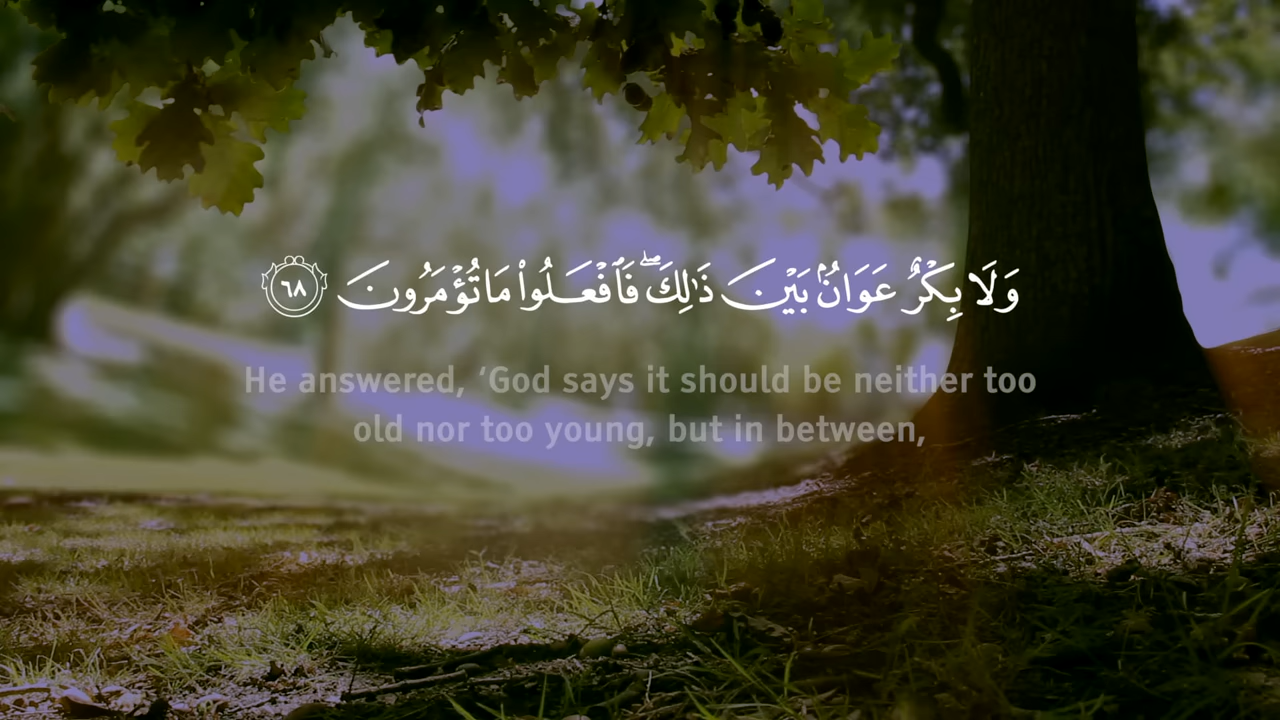 وَلَا بِكْرٌ عَوَانٌۢ بَيْنَ ذَٰلِكَ ۖ فَٱفْعَلُوا۟ مَا تُؤْمَرُونَ ٦٨
He answered, ‘God says it should be neither too
old nor too young, but in between,